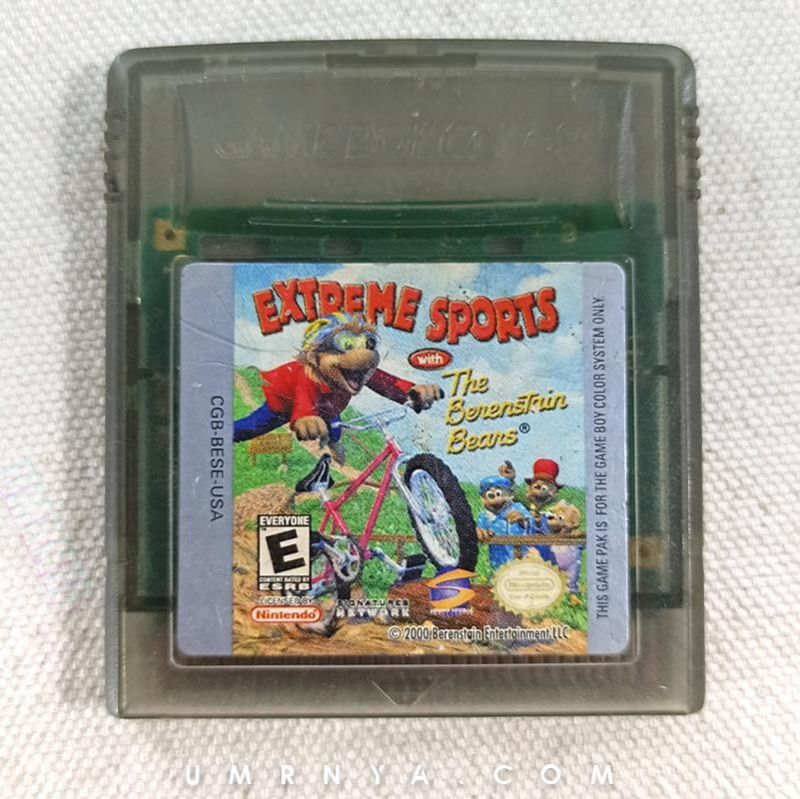 GAME BOY COLOR
EXTREME SPORTS
with
The
Berenstain
Bears®
CGB-BESE-USA
THIS GAME PAK IS FOR THE GAME BOY COLOR SYSTEM ONLY.
EVERYONE
E
CONTENT RATED BY
ESRB
LICENSED BY
Nintendo
SIGNATURES
NETWORK
© 2000 Berenstain Entertainment, LLC
UMRNYA.COM